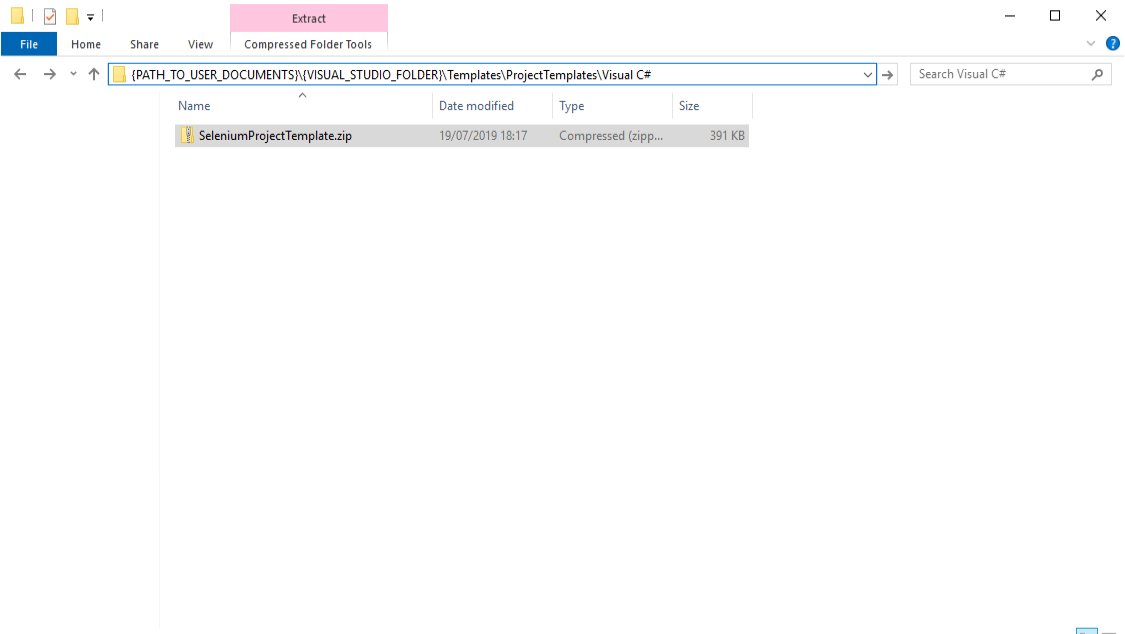 Extract
File Home Share View Compressed Folder Tools ?
{PATH_TO_USER_DOCUMENTS}\{VISUAL_STUDIO_FOLDER}\Templates\ProjectTemplates\Visual C# Search Visual C#
Name Date modified Type Size
SeleniumProjectTemplate.zip 19/07/2019 18:17 Compressed (zipp... 391 KB